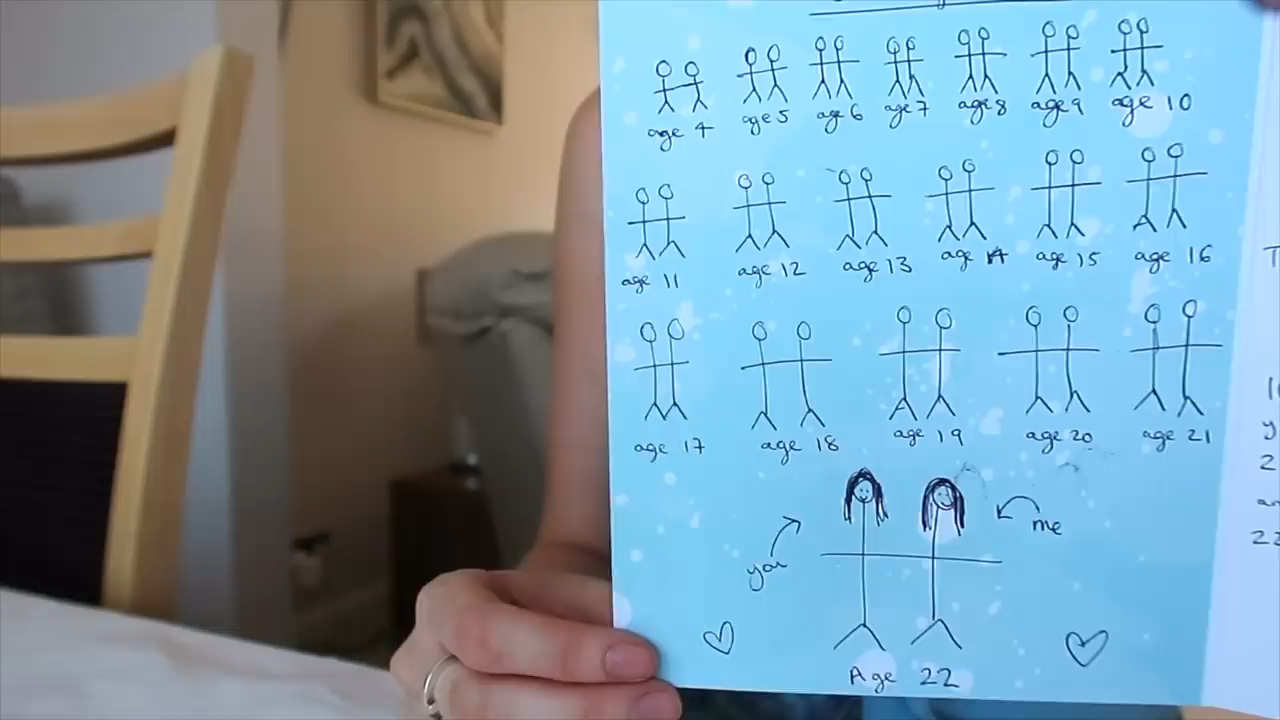 age 4 age 5 age 6 age 7 age 8 age 9 age 10
age 11 age 12 age 13 age 14 age 15 age 16
age 17 age 18 age 19 age 20 age 21
you
me
Age 22